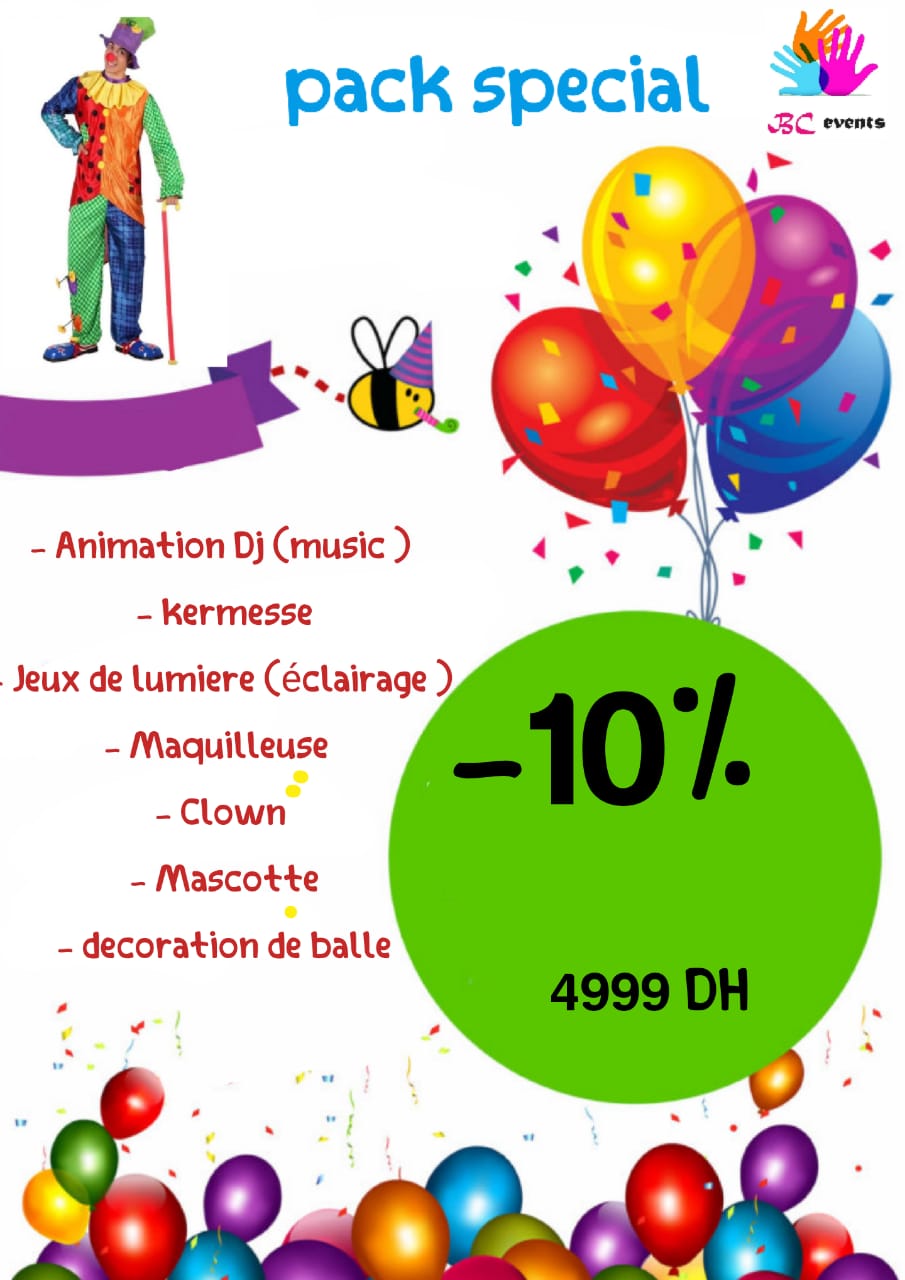 pack special
JBC events
- Animation Dj (music )
- kermesse
- Jeux de lumiere (éclairage )
- Maquilleuse
- Clown
- Mascotte
- decoration de balle
-10%
4999 DH